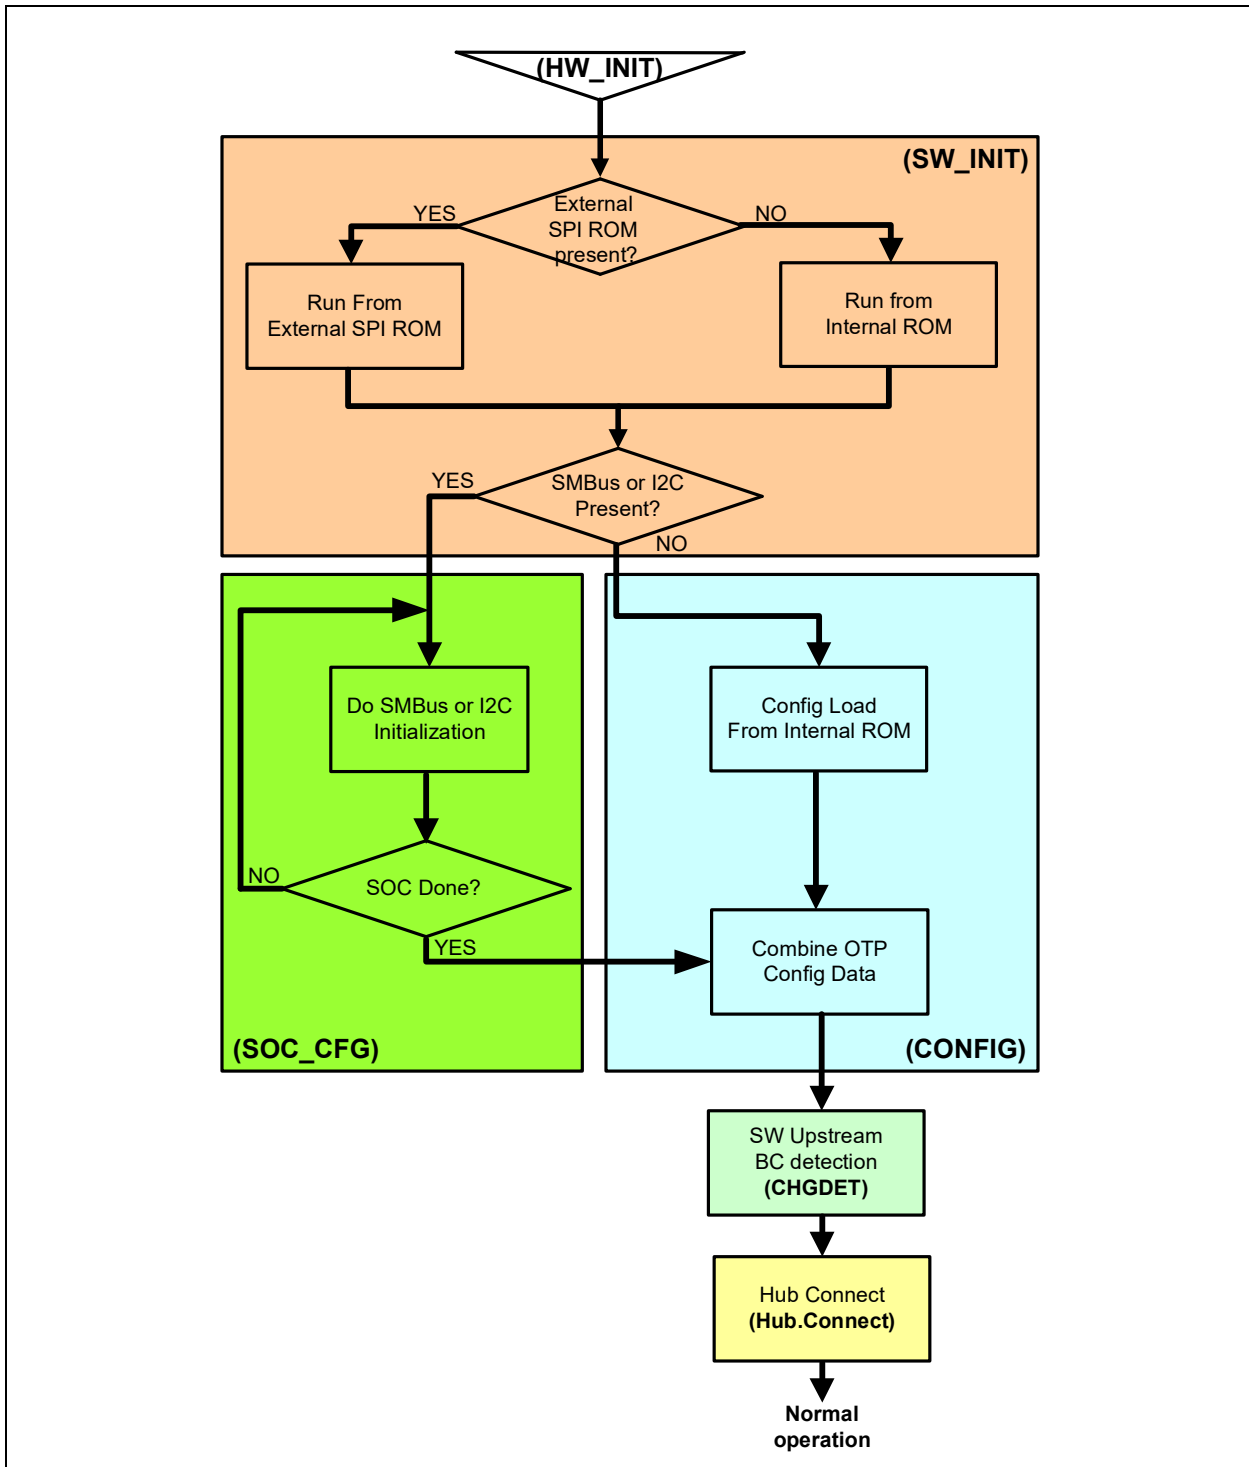 (HW_INIT)
(SW_INIT)
External
SPI ROM
present?
YES
NO
Run From
External SPI ROM
Run from
Internal ROM
SMBus or I2C
Present?
YES
NO
Do SMBus or I2C
Initialization
Config Load
From Internal ROM
SOC Done?
NO
YES
Combine OTP
Config Data
(SOC_CFG)
(CONFIG)
SW Upstream
BC detection
(CHGDET)
Hub Connect
(Hub.Connect)
Normal
operation